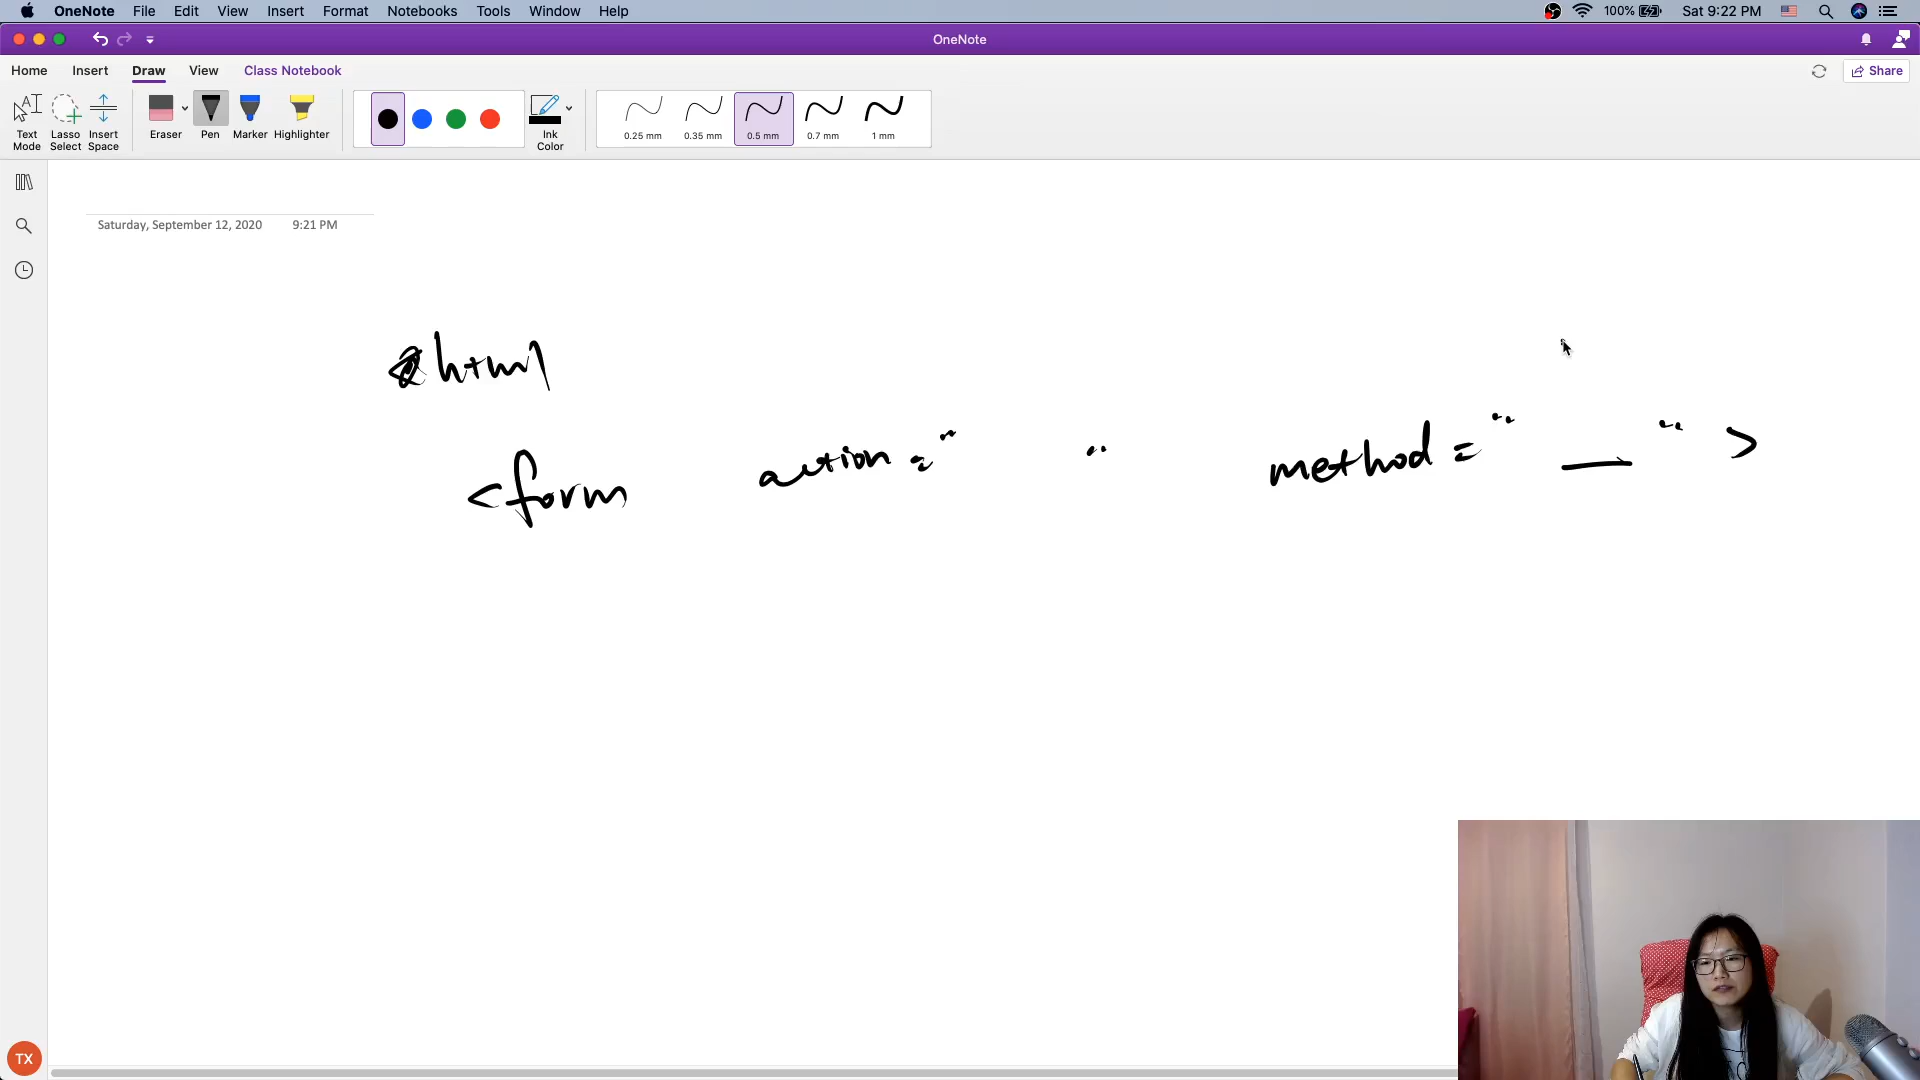 OneNote File Edit View Insert Format Notebooks Tools Window Help 100% Sat 9:22 PM
OneNote
Home Insert Draw View Class Notebook Share
Text Mode Lasso Select Insert Space Eraser Pen Marker Highlighter Ink Color 0.25 mm 0.35 mm 0.5 mm 0.7 mm 1 mm
Saturday, September 12, 2020 9:21 PM
html
<form action=" " method="__">
TX